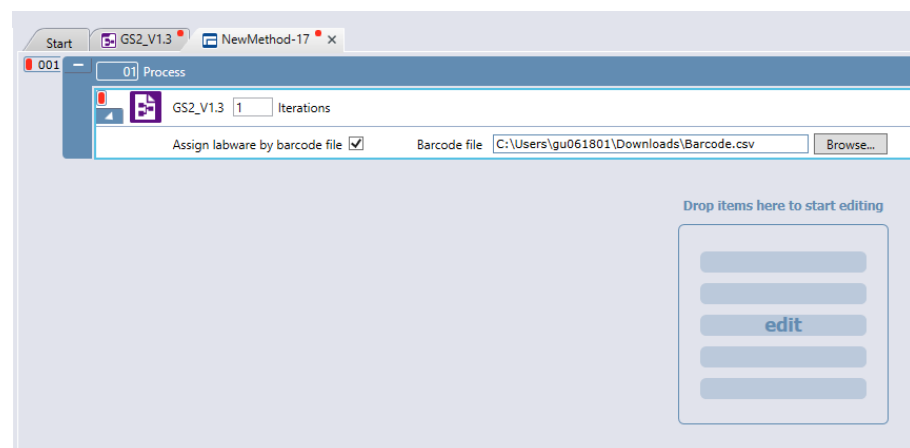 Start
GS2_V1.3
NewMethod-17 ×
001
01 Process
GS2_V1.3 1 Iterations
Assign labware by barcode file Barcode file C:\Users\gu061801\Downloads\Barcode.csv Browse...
Drop items here to start editing
edit